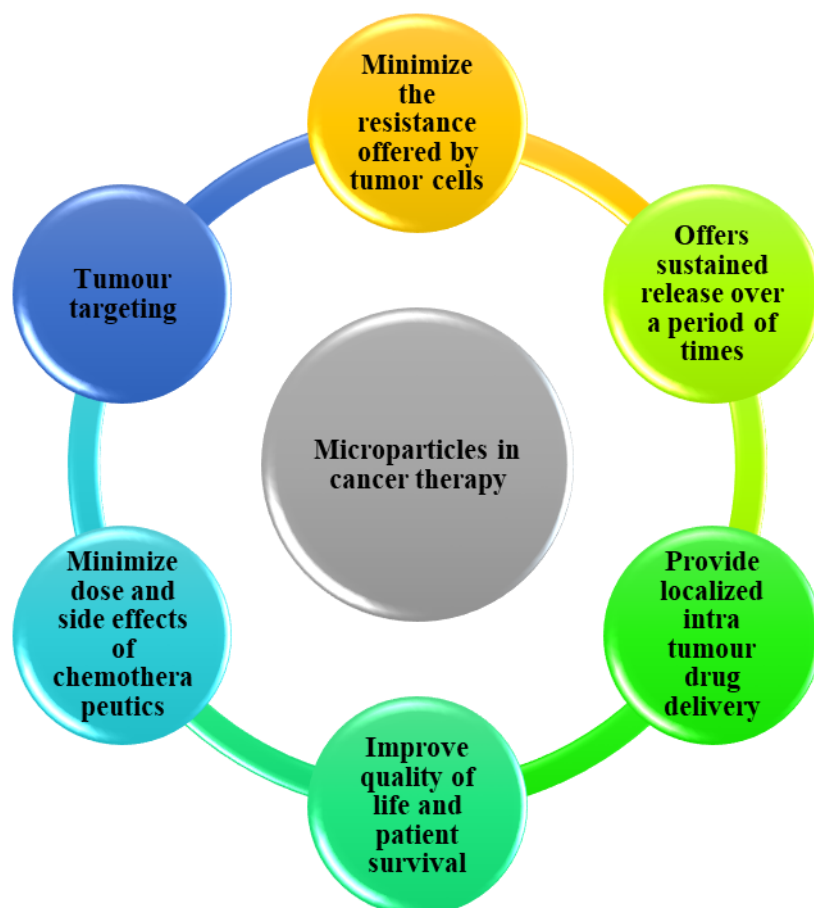 Minimize
the
resistance
offered by
tumor cells
Offers
sustained
release over
a period of
times
Provide
localized
intra
tumour
drug
delivery
Improve
quality of
life and
patient
survival
Minimize
dose and
side effects
of
chemothera
peutics
Tumour
targeting
Microparticles in
cancer therapy